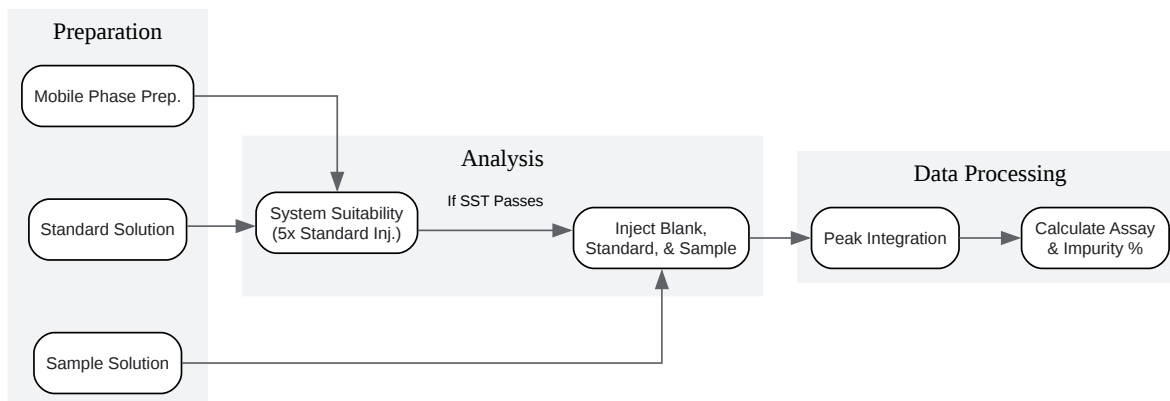 Preparation
Mobile Phase Prep.
Standard Solution
Sample Solution
Analysis
System Suitability
(5x Standard Inj.)
If SST Passes
Inject Blank,
Standard, & Sample
Data Processing
Peak Integration
Calculate Assay
& Impurity %